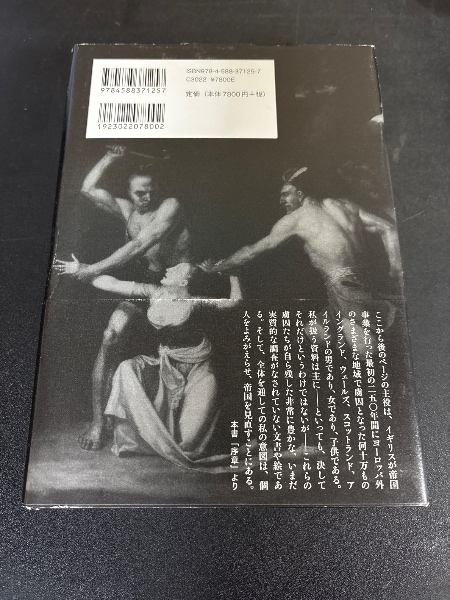 ISBN978-4-588-37125-7
C3022 ¥7800E
定価（本体7800円+税）
9784588371257
1923022078002
ここから後のページの主役は、イギリスが帝国
事業を行った最初の二五〇年間にヨーロッパ外
のさまざまな地域で虜囚となった何十万もの
イングランド、ウェールズ、スコットランド、ア
イルランドの男であり、女であり、子供である。
私が扱う資料は主に——といっても、決して
それだけというわけではないが——これらの
虜囚たちが自ら残した非常に豊かな、いまだ
実質的な調査がなされていない文書や絵であ
る。そして、全体を通しての私の意図は、個
人をよみがえらせ、帝国を見直すことにある。
本書「序章」より